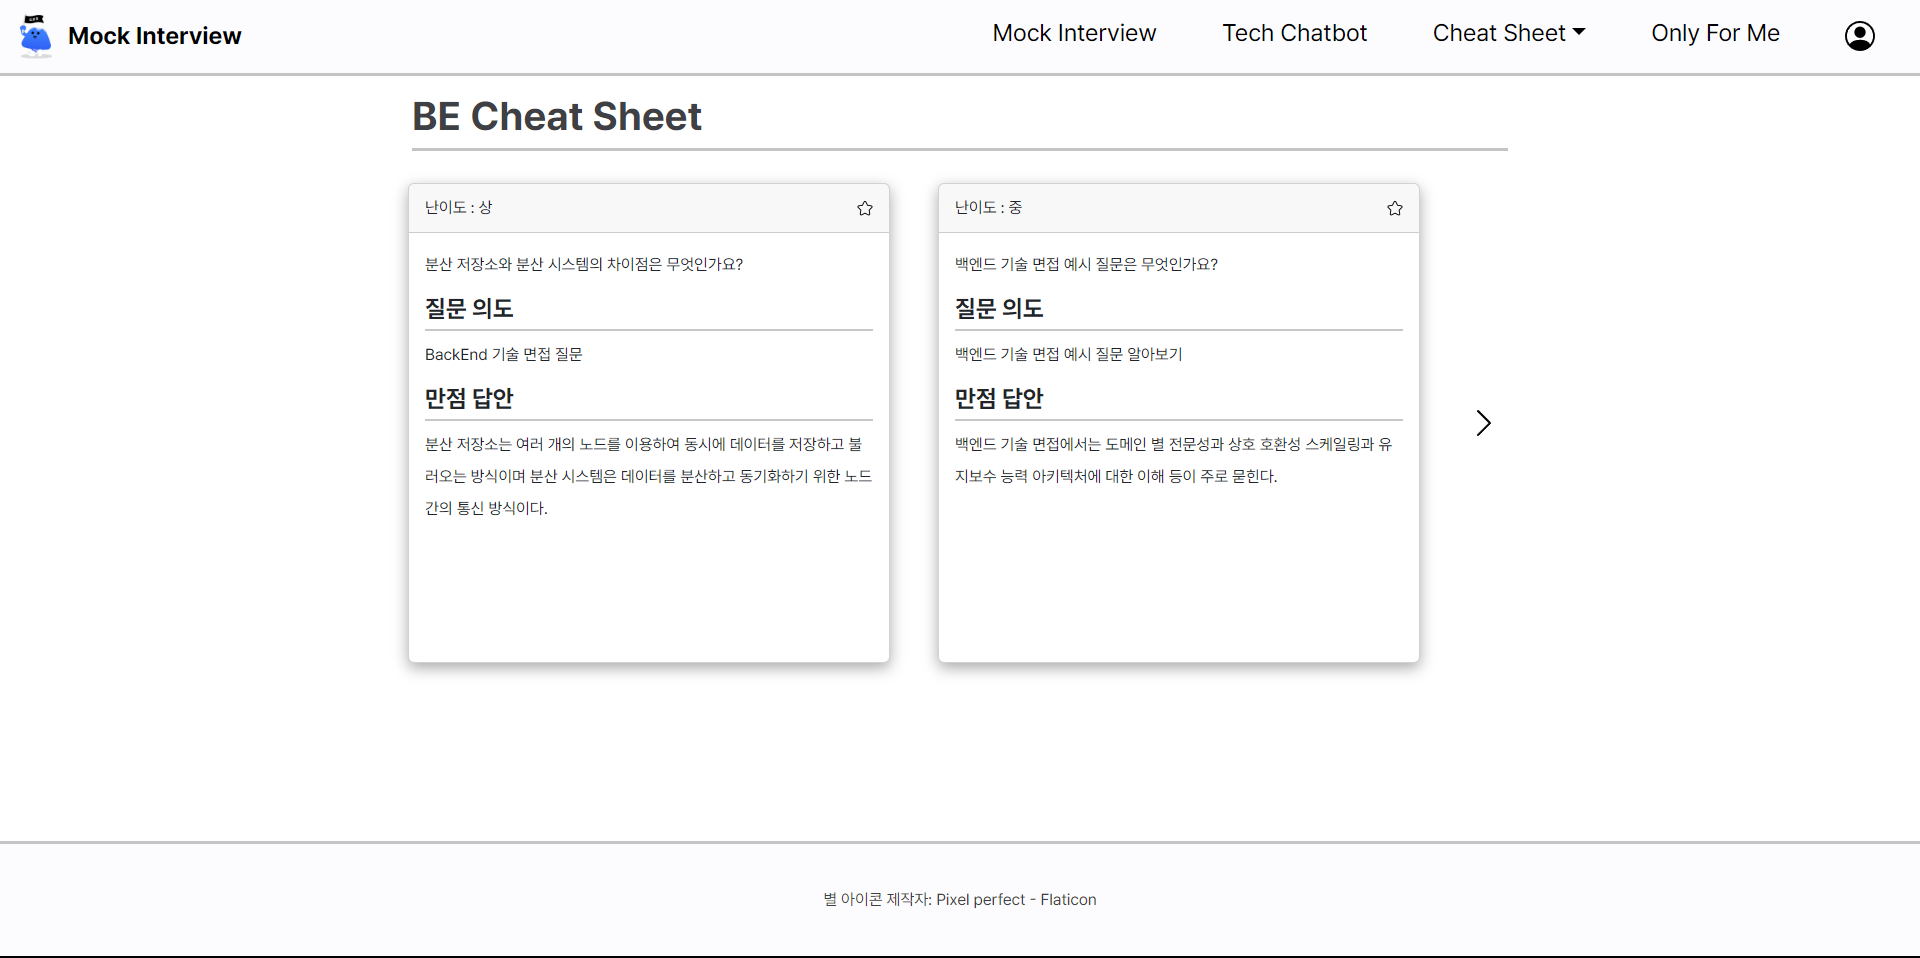 Mock Interview
Mock Interview
Tech Chatbot
Cheat Sheet
Only For Me
BE Cheat Sheet
난이도 : 상
분산 저장소와 분산 시스템의 차이점은 무엇인가요?
질문 의도
BackEnd 기술 면접 질문
만점 답안
분산 저장소는 여러 개의 노드를 이용하여 동시에 데이터를 저장하고 불
러오는 방식이며 분산 시스템은 데이터를 분산하고 동기화하기 위한 노드
간의 통신 방식이다.
난이도 : 중
백엔드 기술 면접 예시 질문은 무엇인가요?
질문 의도
백엔드 기술 면접 예시 질문 알아보기
만점 답안
백엔드 기술 면접에서는 도메인 별 전문성과 상호 호환성 스케일링과 유
지보수 능력 아키텍처에 대한 이해 등이 주로 묻힌다.
별 아이콘 제작자: Pixel perfect - Flaticon